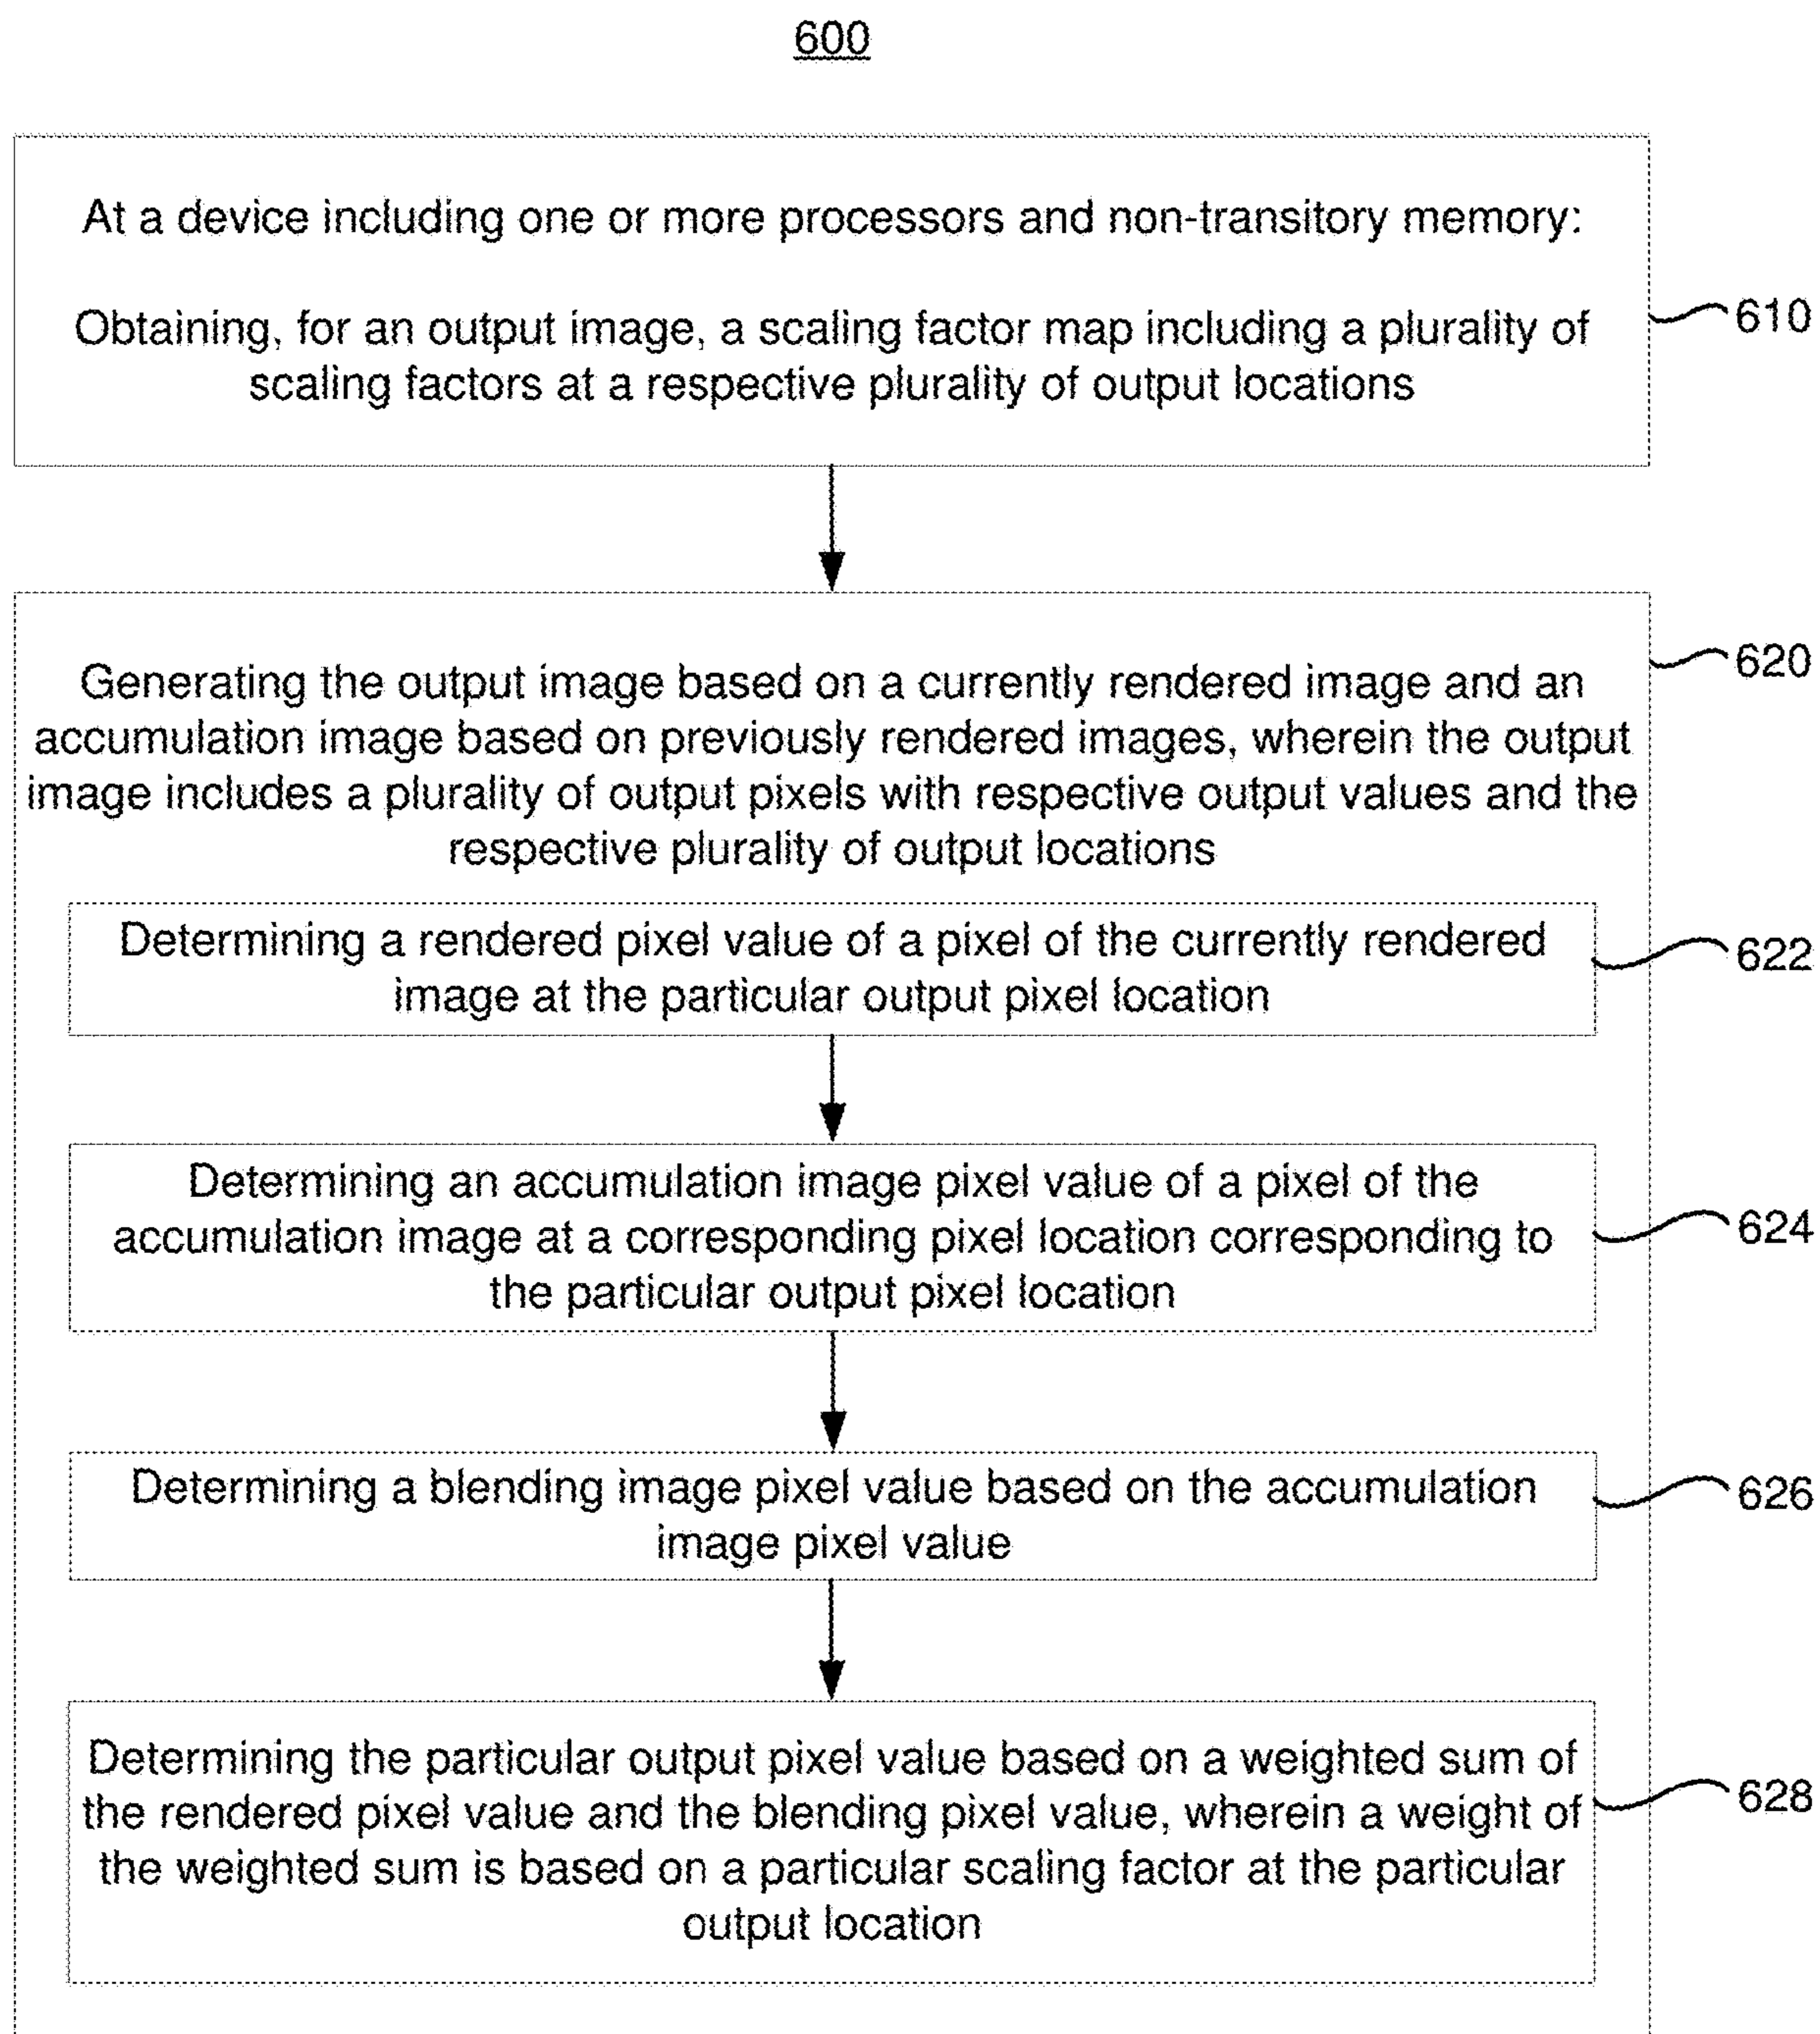 600
At a device including one or more processors and non-transitory memory:
Obtaining, for an output image, a scaling factor map including a plurality of
scaling factors at a respective plurality of output locations
610
Generating the output image based on a currently rendered image and an
accumulation image based on previously rendered images, wherein the output
image includes a plurality of output pixels with respective output values and the
respective plurality of output locations
620
Determining a rendered pixel value of a pixel of the currently rendered
image at the particular output pixel location
622
Determining an accumulation image pixel value of a pixel of the
accumulation image at a corresponding pixel location corresponding to
the particular output pixel location
624
Determining a blending image pixel value based on the accumulation
image pixel value
626
Determining the particular output pixel value based on a weighted sum of
the rendered pixel value and the blending pixel value, wherein a weight of
the weighted sum is based on a particular scaling factor at the particular
output location
628